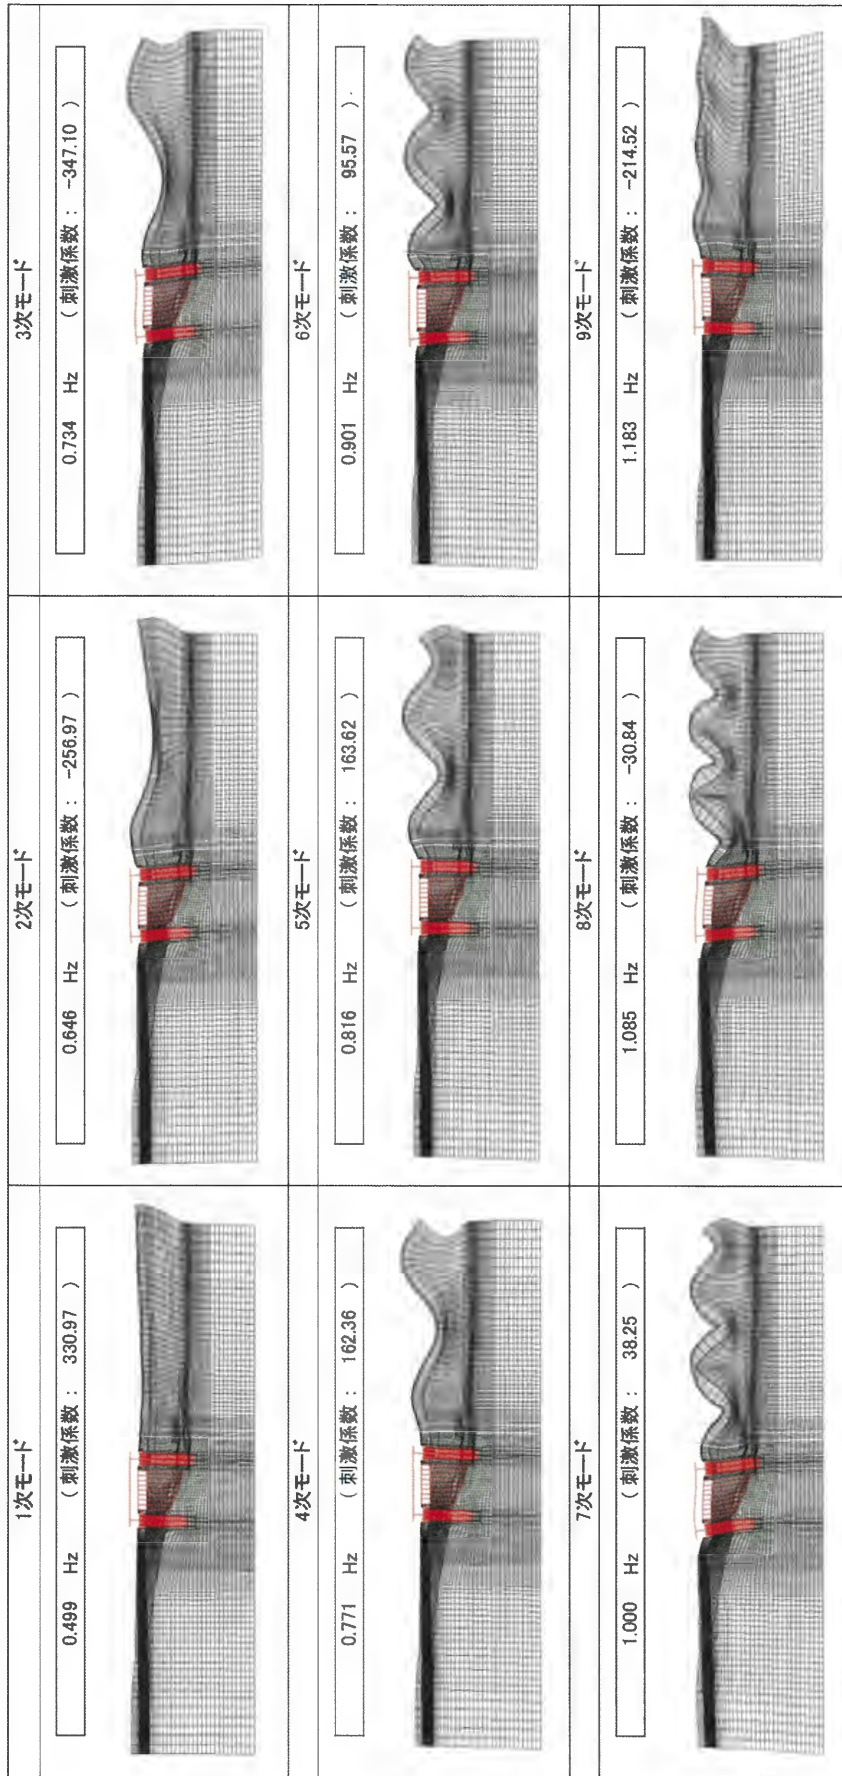 1次モード
0.499 Hz （刺激係数： 330.97 ）
2次モード
0.646 Hz （刺激係数： -256.97 ）
3次モード
0.734 Hz （刺激係数： -347.10 ）
4次モード
0.771 Hz （刺激係数： 162.36 ）
5次モード
0.816 Hz （刺激係数： 163.62 ）
6次モード
0.901 Hz （刺激係数： 95.57 ）
7次モード
1.000 Hz （刺激係数： 38.25 ）
8次モード
1.085 Hz （刺激係数： -30.84 ）
9次モード
1.183 Hz （刺激係数： -214.52 ）